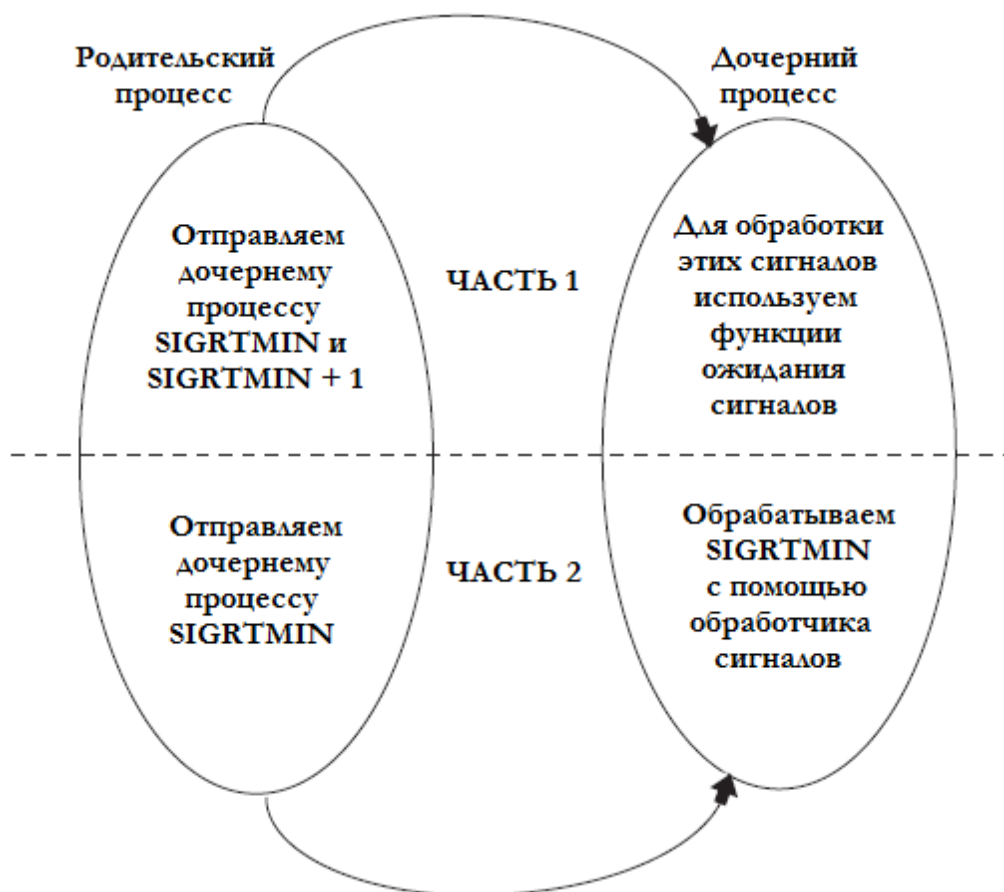 Родительский
процесс
Дочерний
процесс
Отправляем
дочернему
процессу
SIGRTMIN и
SIGRTMIN + 1
ЧАСТЬ 1
Для обработки
этих сигналов
используем
функции
ожидания
сигналов
Отправляем
дочернему
процессу
SIGRTMIN
ЧАСТЬ 2
Обрабатываем
SIGRTMIN
с помощью
обработчика
сигналов